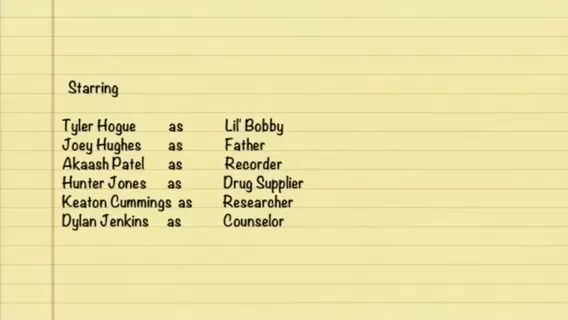 Starring
Tyler Hogue as Lil' Bobby
Joey Hughes as Father
Akaash Patel as Recorder
Hunter Jones as Drug Supplier
Keaton Cummings as Researcher
Dylan Jenkins as Counselor